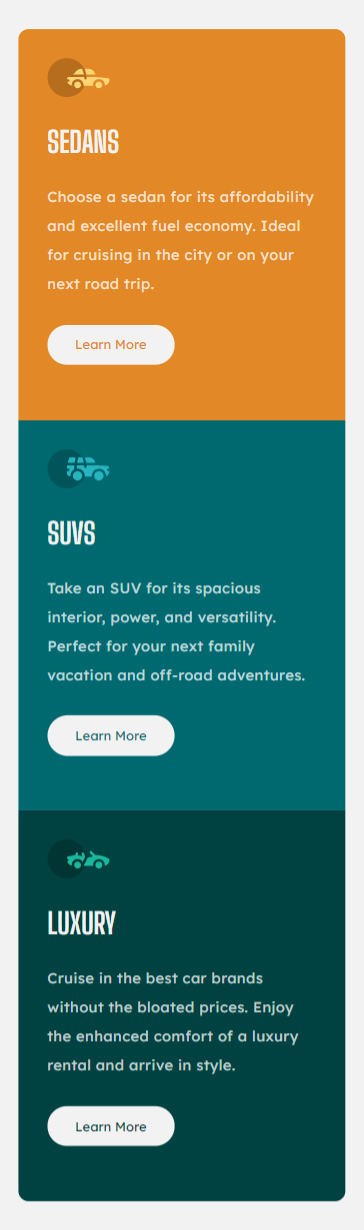 SEDANS
Choose a sedan for its affordability
and excellent fuel economy. Ideal
for cruising in the city or on your
next road trip.
Learn More
SUVS
Take an SUV for its spacious
interior, power, and versatility.
Perfect for your next family
vacation and off-road adventures.
Learn More
LUXURY
Cruise in the best car brands
without the bloated prices. Enjoy
the enhanced comfort of a luxury
rental and arrive in style.
Learn More